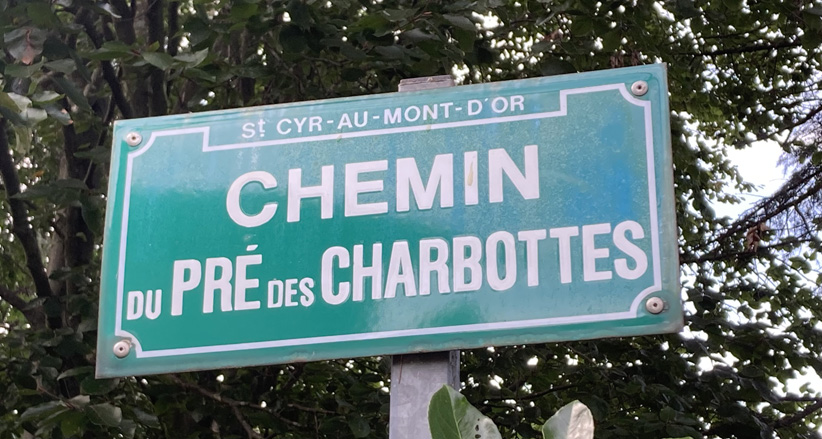 St CYR-AU-MONT-D'OR
CHEMIN
DU PRÉ DES CHARBOTTES